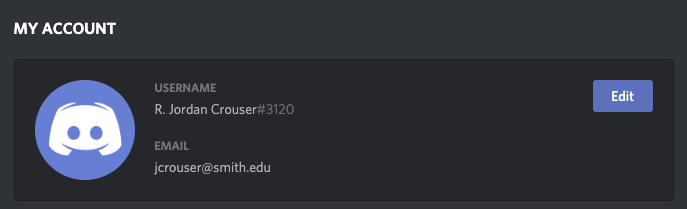 MY ACCOUNT
USERNAME
R. Jordan Crouser#3120
Edit
EMAIL
jcrouser@smith.edu